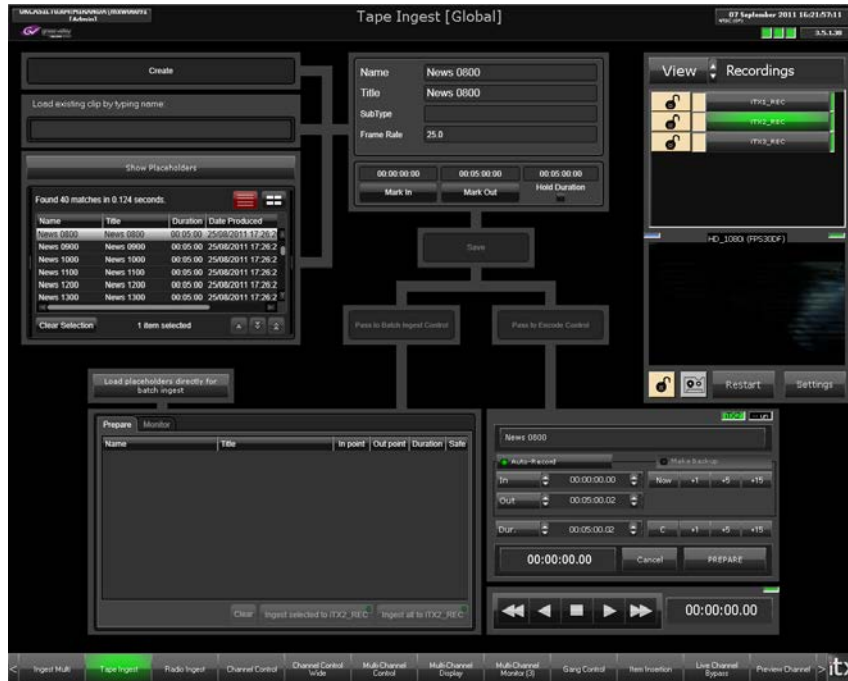 [Admin]
Tape Ingest [Global]
07 September 2011 16:21:57:11
3.5.1.30
Create
Load existing clip by typing name:
Show Placeholders
Found 40 matches in 0.124 seconds.
Name Title Duration Date Produced
News 0800 News 0800 00:05:00 25/08/2011 17:26:2
News 0900 News 0900 00:05:00 25/08/2011 17:26:2
News 1000 News 1000 00:05:00 25/08/2011 17:26:2
News 1100 News 1100 00:05:00 25/08/2011 17:26:2
News 1200 News 1200 00:05:00 25/08/2011 17:26:2
News 1300 News 1300 00:05:00 25/08/2011 17:26:2
Clear Selection 1 item selected
Name News 0800
Title News 0800
SubType
Frame Rate 25.0
00:00:00:00 00:05:00:00 00:05:00:00
Mark In Mark Out Hold Duration
Save
Pass to Batch Ingest Control
Pass to Encode Control
View Recordings
iTX1_REC
iTX2_REC
iTX3_REC
HD_1080i (FPS30DF)
Restart Settings
Load placeholders directly for
batch ingest
Prepare Monitor
Name Title In point Out point Duration Safe
Clear Ingest selected to iTX2_REC Ingest all to iTX2_REC
News 0800
Auto-Record Make Backup
In 00:00:00.00 Now +1 +5 +15
Out 00:05:00.02
Dur. 00:05:00.02 C +1 +5 +15
00:00:00.00 Cancel PREPARE
00:00:00.00
< Ingest Multi Tape Ingest Radio Ingest Channel Control Channel Control Wide Multi-Channel Control Multi-Channel Display Multi-Channel Monitor (3) Gang Control Item Insertion Live Channel Bypass Preview Channel > itx